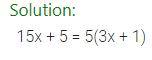 Solution:
15x + 5 = 5(3x + 1)